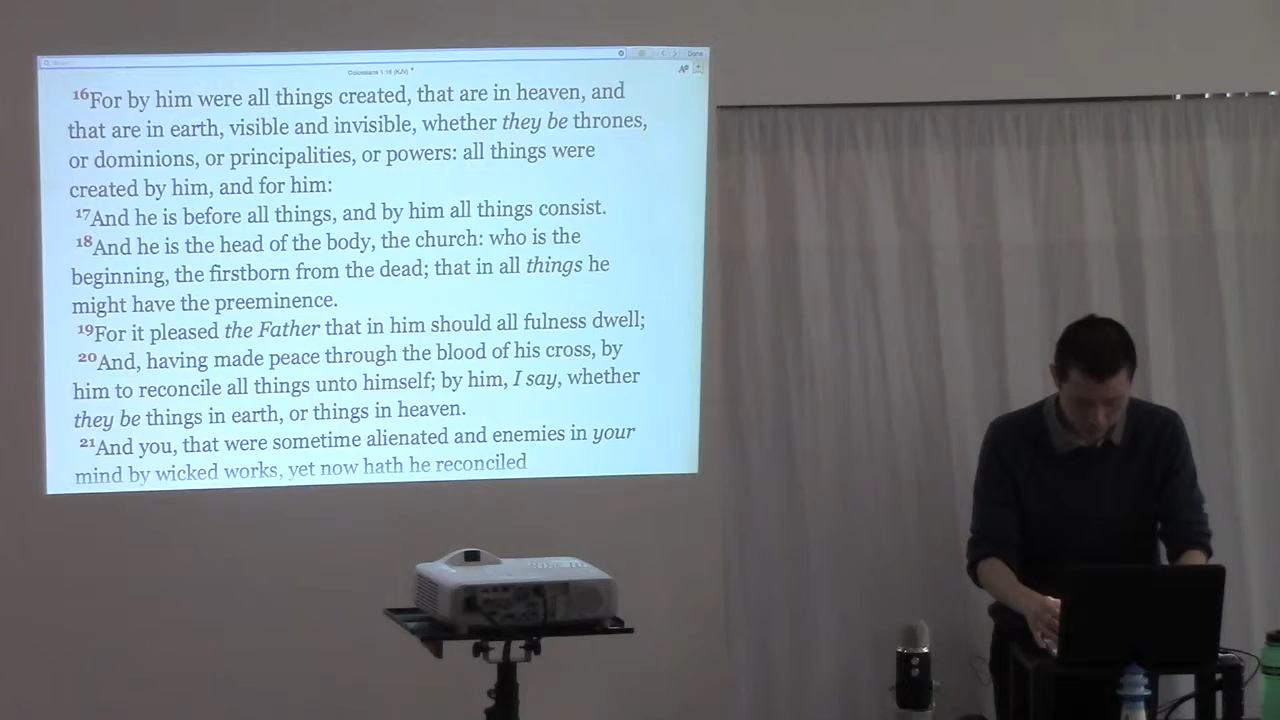 Done
Colossians 1:16 (KJV)
16For by him were all things created, that are in heaven, and
that are in earth, visible and invisible, whether they be thrones,
or dominions, or principalities, or powers: all things were
created by him, and for him:
17And he is before all things, and by him all things consist.
18And he is the head of the body, the church: who is the
beginning, the firstborn from the dead; that in all things he
might have the preeminence.
19For it pleased the Father that in him should all fulness dwell;
20And, having made peace through the blood of his cross, by
him to reconcile all things unto himself; by him, I say, whether
they be things in earth, or things in heaven.
21And you, that were sometime alienated and enemies in your
mind by wicked works, yet now hath he reconciled